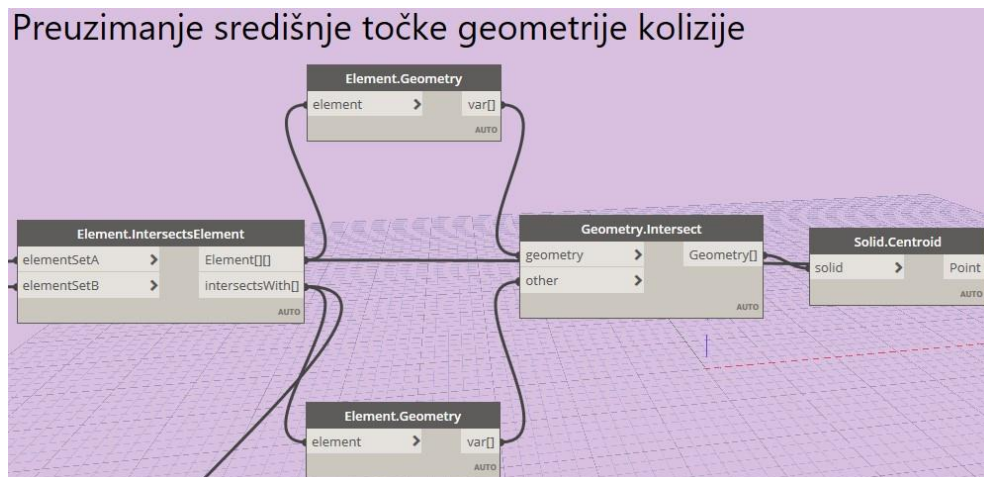 Preuzimanje središnje točke geometrije kolizije
Element.Geometry
element > var[]
AUTO
Element.IntersectsElement
elementSetA > Element[][]
elementSetB > intersectsWith[]
AUTO
Geometry.Intersect
geometry > Geometry[]
other >
AUTO
Solid.Centroid
solid > Point
AUTO
Element.Geometry
element > var[]
AUTO